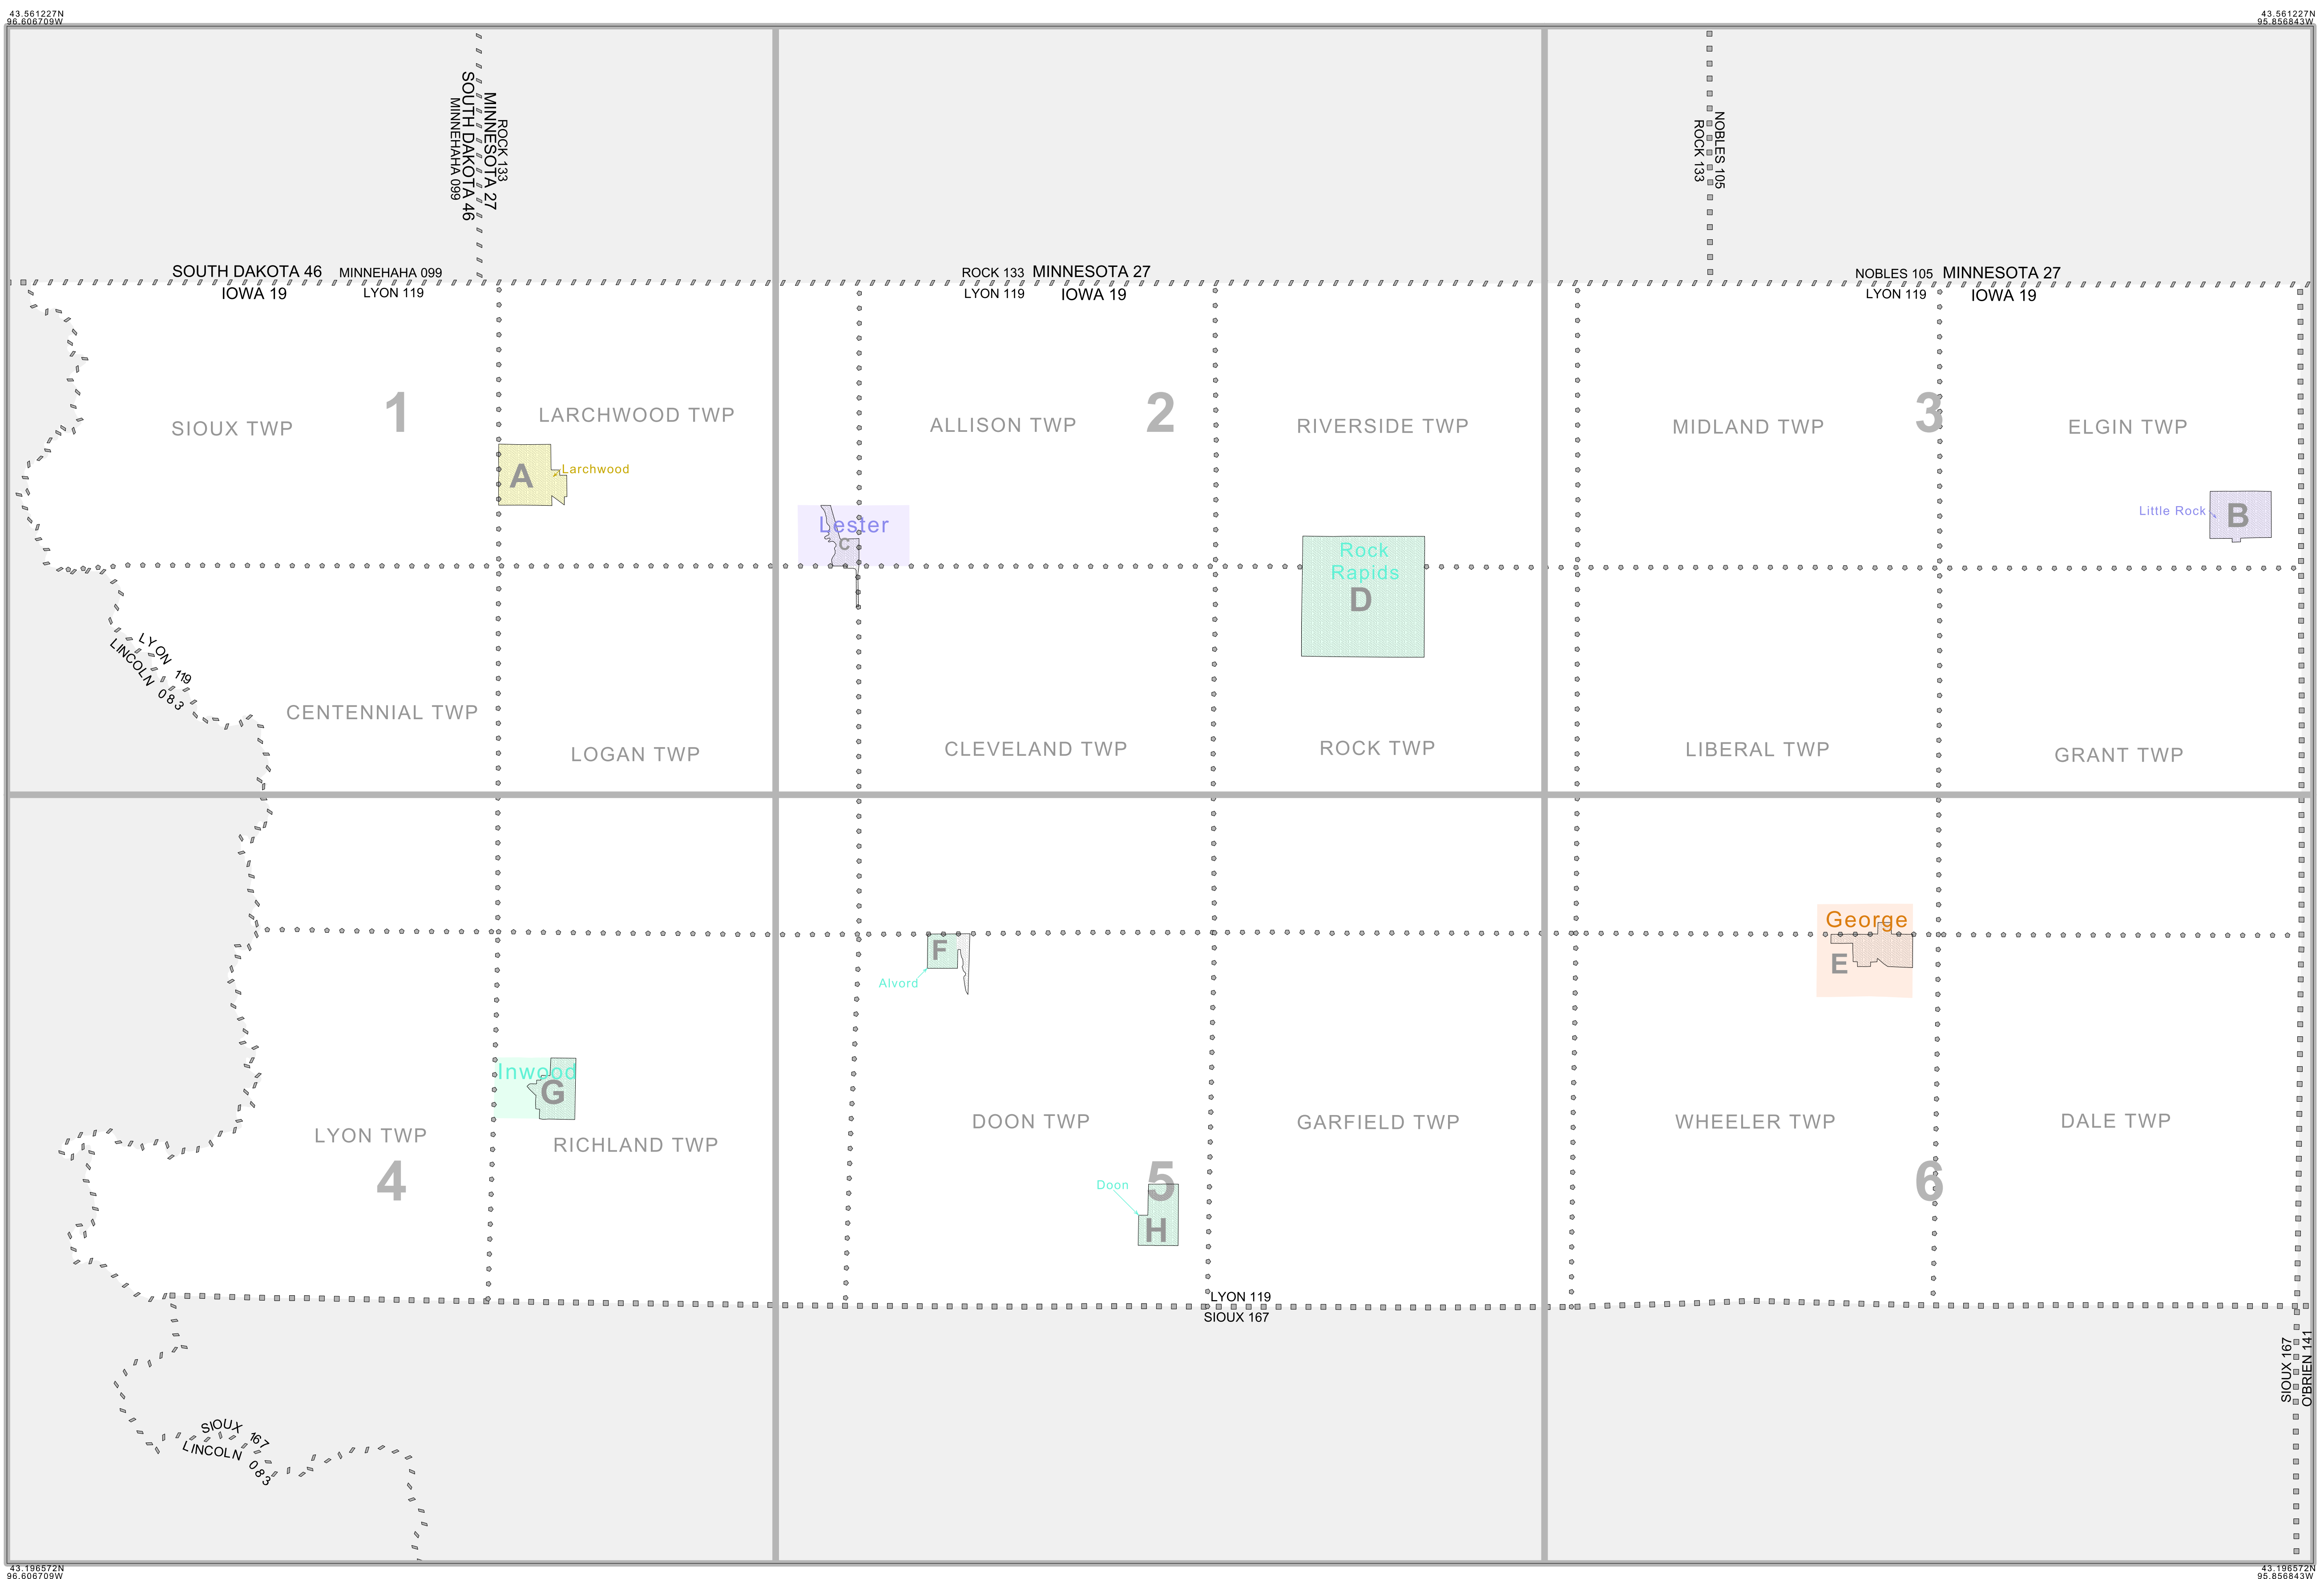 43.561227N
96.606709W
43.561227N
95.856843W
MINNEHAHA 099
SOUTH DAKOTA 46
MINNESOTA 27
ROCK 133
ROCK 133
NOBLES 105
SOUTH DAKOTA 46 MINNEHAHA 099
IOWA 19 LYON 119
ROCK 133 MINNESOTA 27
LYON 119 IOWA 19
NOBLES 105 MINNESOTA 27
LYON 119 IOWA 19
1
2
3
SIOUX TWP
LARCHWOOD TWP
ALLISON TWP
RIVERSIDE TWP
MIDLAND TWP
ELGIN TWP
A
Larchwood
Lester
C
Rock
Rapids
D
Little Rock
B
LYON 119
LINCOLN 083
CENTENNIAL TWP
LOGAN TWP
CLEVELAND TWP
ROCK TWP
LIBERAL TWP
GRANT TWP
F
Alvord
George
E
Inwood
G
LYON TWP
RICHLAND TWP
DOON TWP
GARFIELD TWP
WHEELER TWP
DALE TWP
4
5
6
Doon
H
LYON 119
SIOUX 167
SIOUX 167
O'BRIEN 141
SIOUX 167
LINCOLN 083
43.196572N
96.606709W
43.196572N
95.856843W